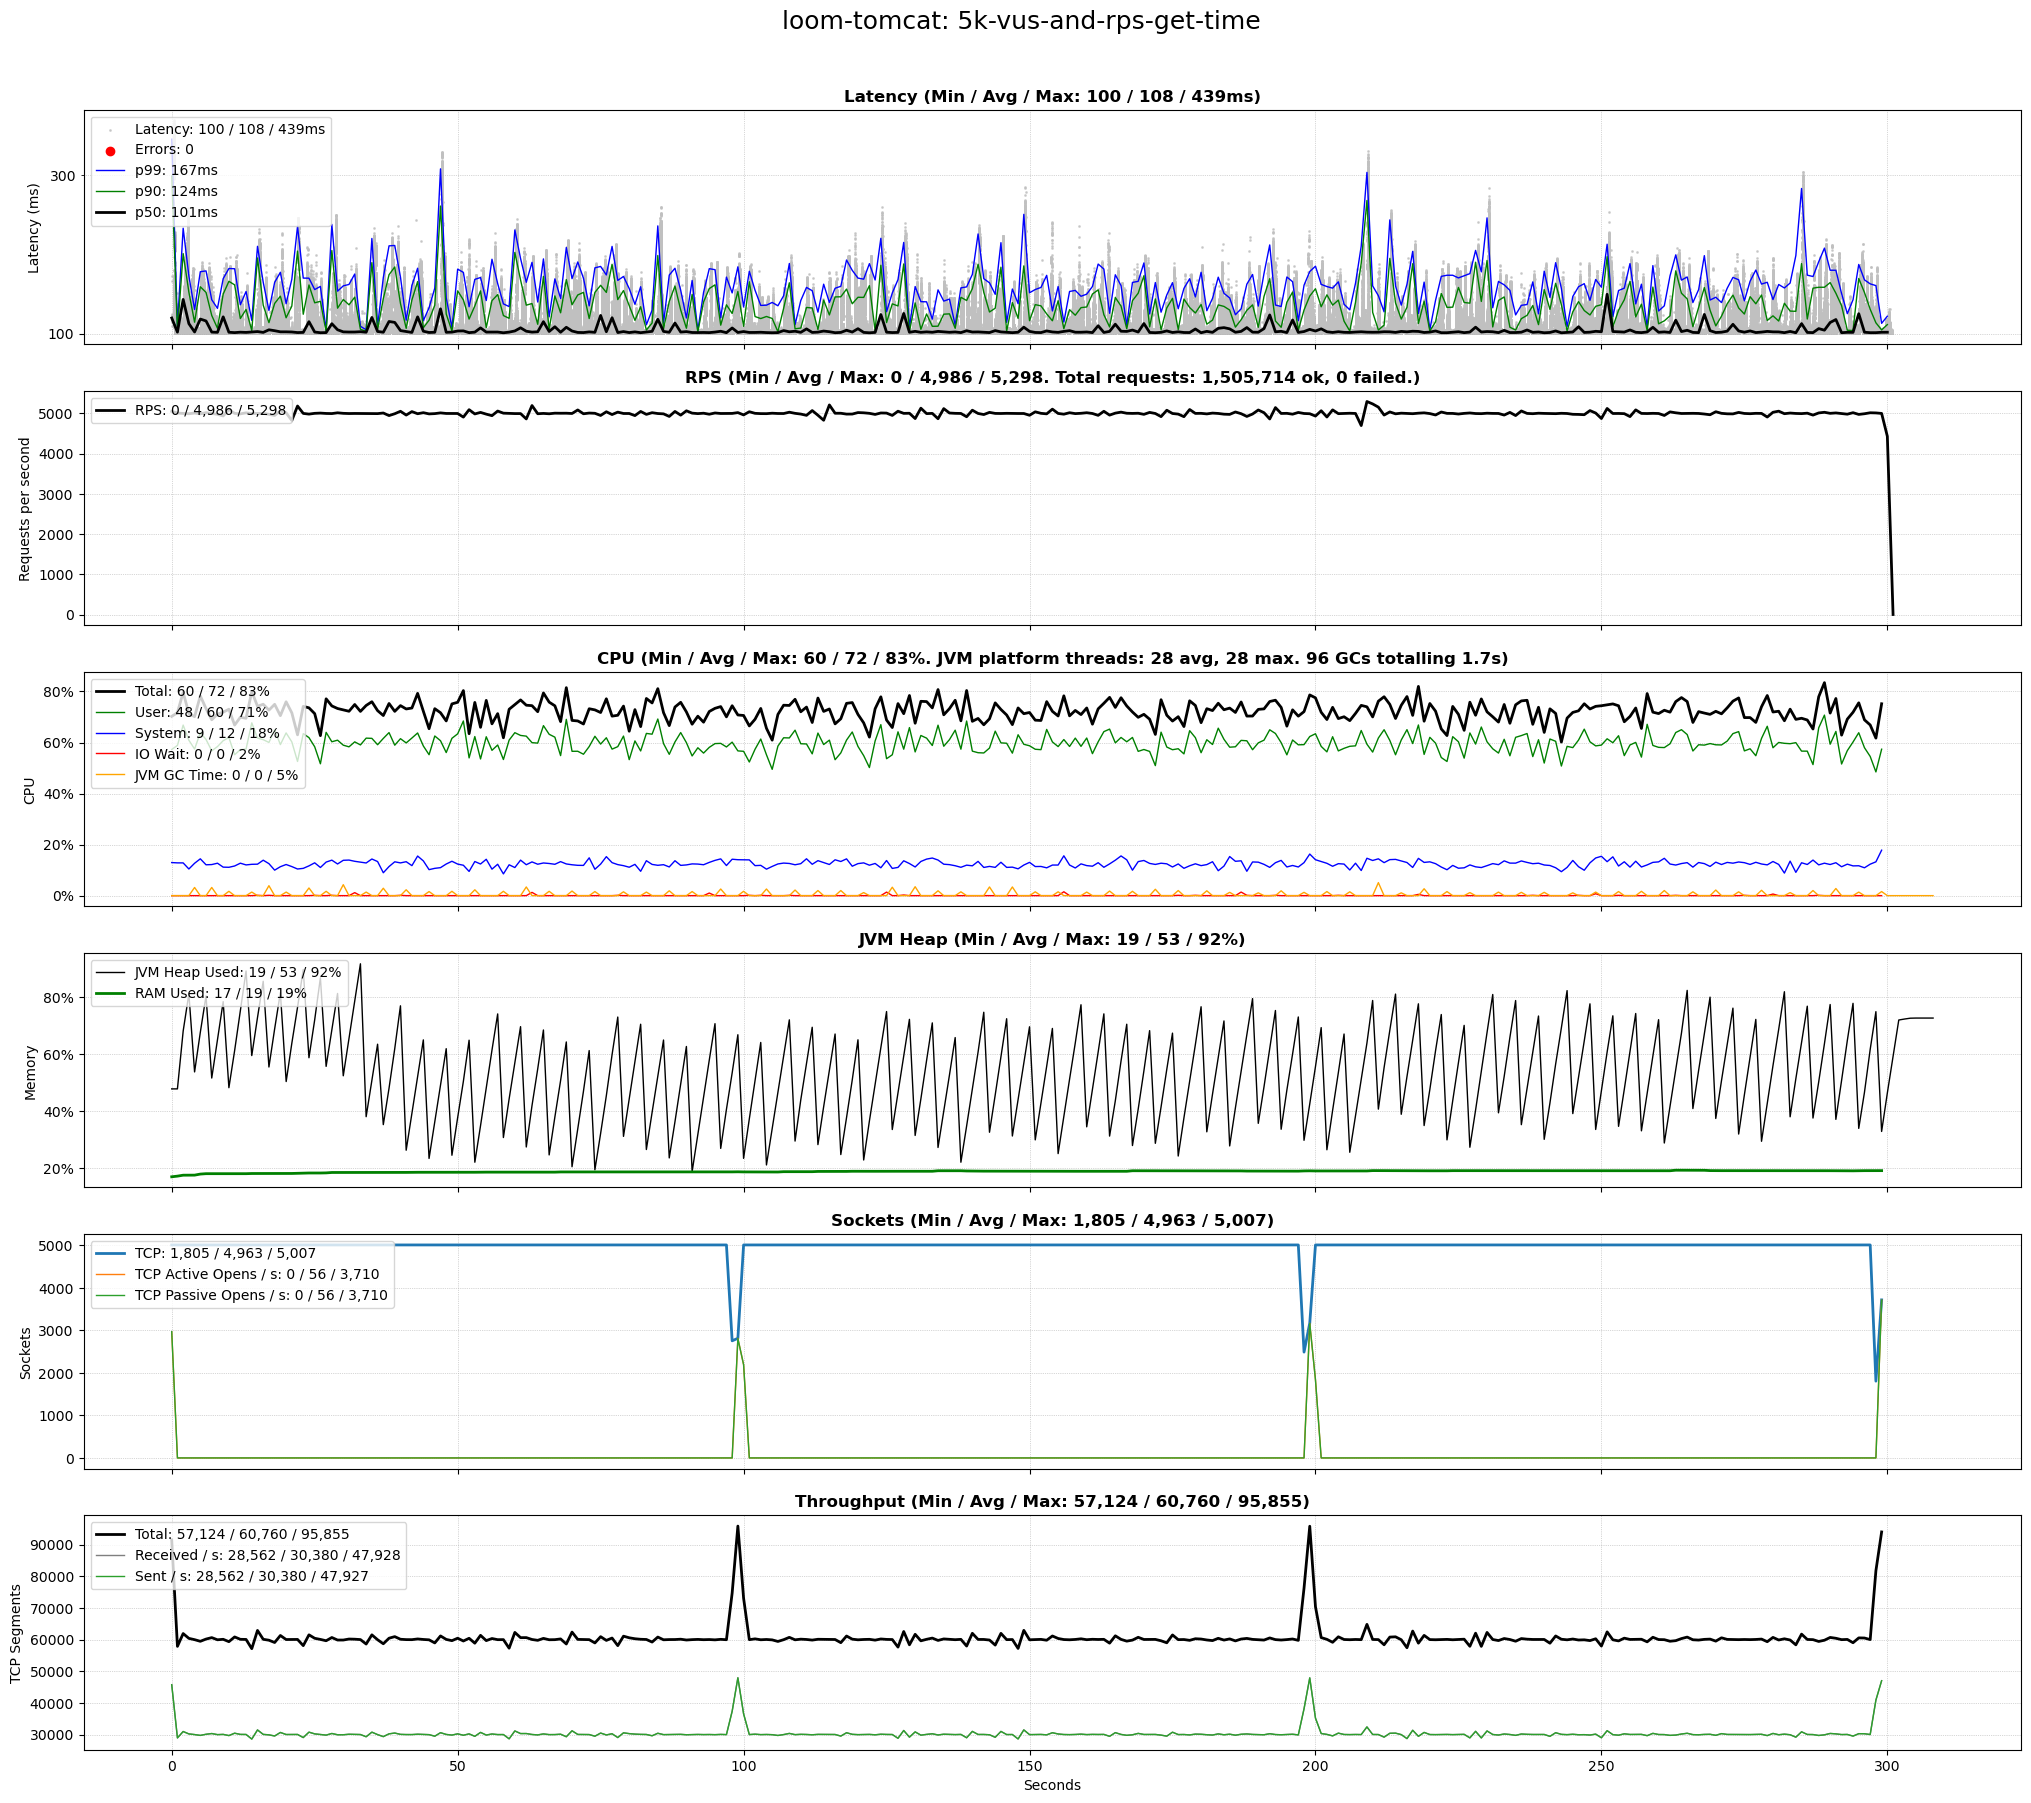 loom-tomcat: 5k-vus-and-rps-get-time
Latency (Min / Avg / Max: 100 / 108 / 439ms)
Latency: 100 / 108 / 439ms
Errors: 0
p99: 167ms
p90: 124ms
p50: 101ms
300
100
Latency (ms)
RPS (Min / Avg / Max: 0 / 4,986 / 5,298. Total requests: 1,505,714 ok, 0 failed.)
RPS: 0 / 4,986 / 5,298
5000
4000
3000
2000
1000
0
Requests per second
CPU (Min / Avg / Max: 60 / 72 / 83%. JVM platform threads: 28 avg, 28 max. 96 GCs totalling 1.7s)
Total: 60 / 72 / 83%
User: 48 / 60 / 71%
System: 9 / 12 / 18%
IO Wait: 0 / 0 / 2%
JVM GC Time: 0 / 0 / 5%
80%
60%
40%
20%
0%
CPU
JVM Heap (Min / Avg / Max: 19 / 53 / 92%)
JVM Heap Used: 19 / 53 / 92%
RAM Used: 17 / 19 / 19%
80%
60%
40%
20%
Memory
Sockets (Min / Avg / Max: 1,805 / 4,963 / 5,007)
TCP: 1,805 / 4,963 / 5,007
TCP Active Opens / s: 0 / 56 / 3,710
TCP Passive Opens / s: 0 / 56 / 3,710
5000
4000
3000
2000
1000
0
Sockets
Throughput (Min / Avg / Max: 57,124 / 60,760 / 95,855)
Total: 57,124 / 60,760 / 95,855
Received / s: 28,562 / 30,380 / 47,928
Sent / s: 28,562 / 30,380 / 47,927
90000
80000
70000
60000
50000
40000
30000
TCP Segments
0 50 100 150 200 250 300
Seconds